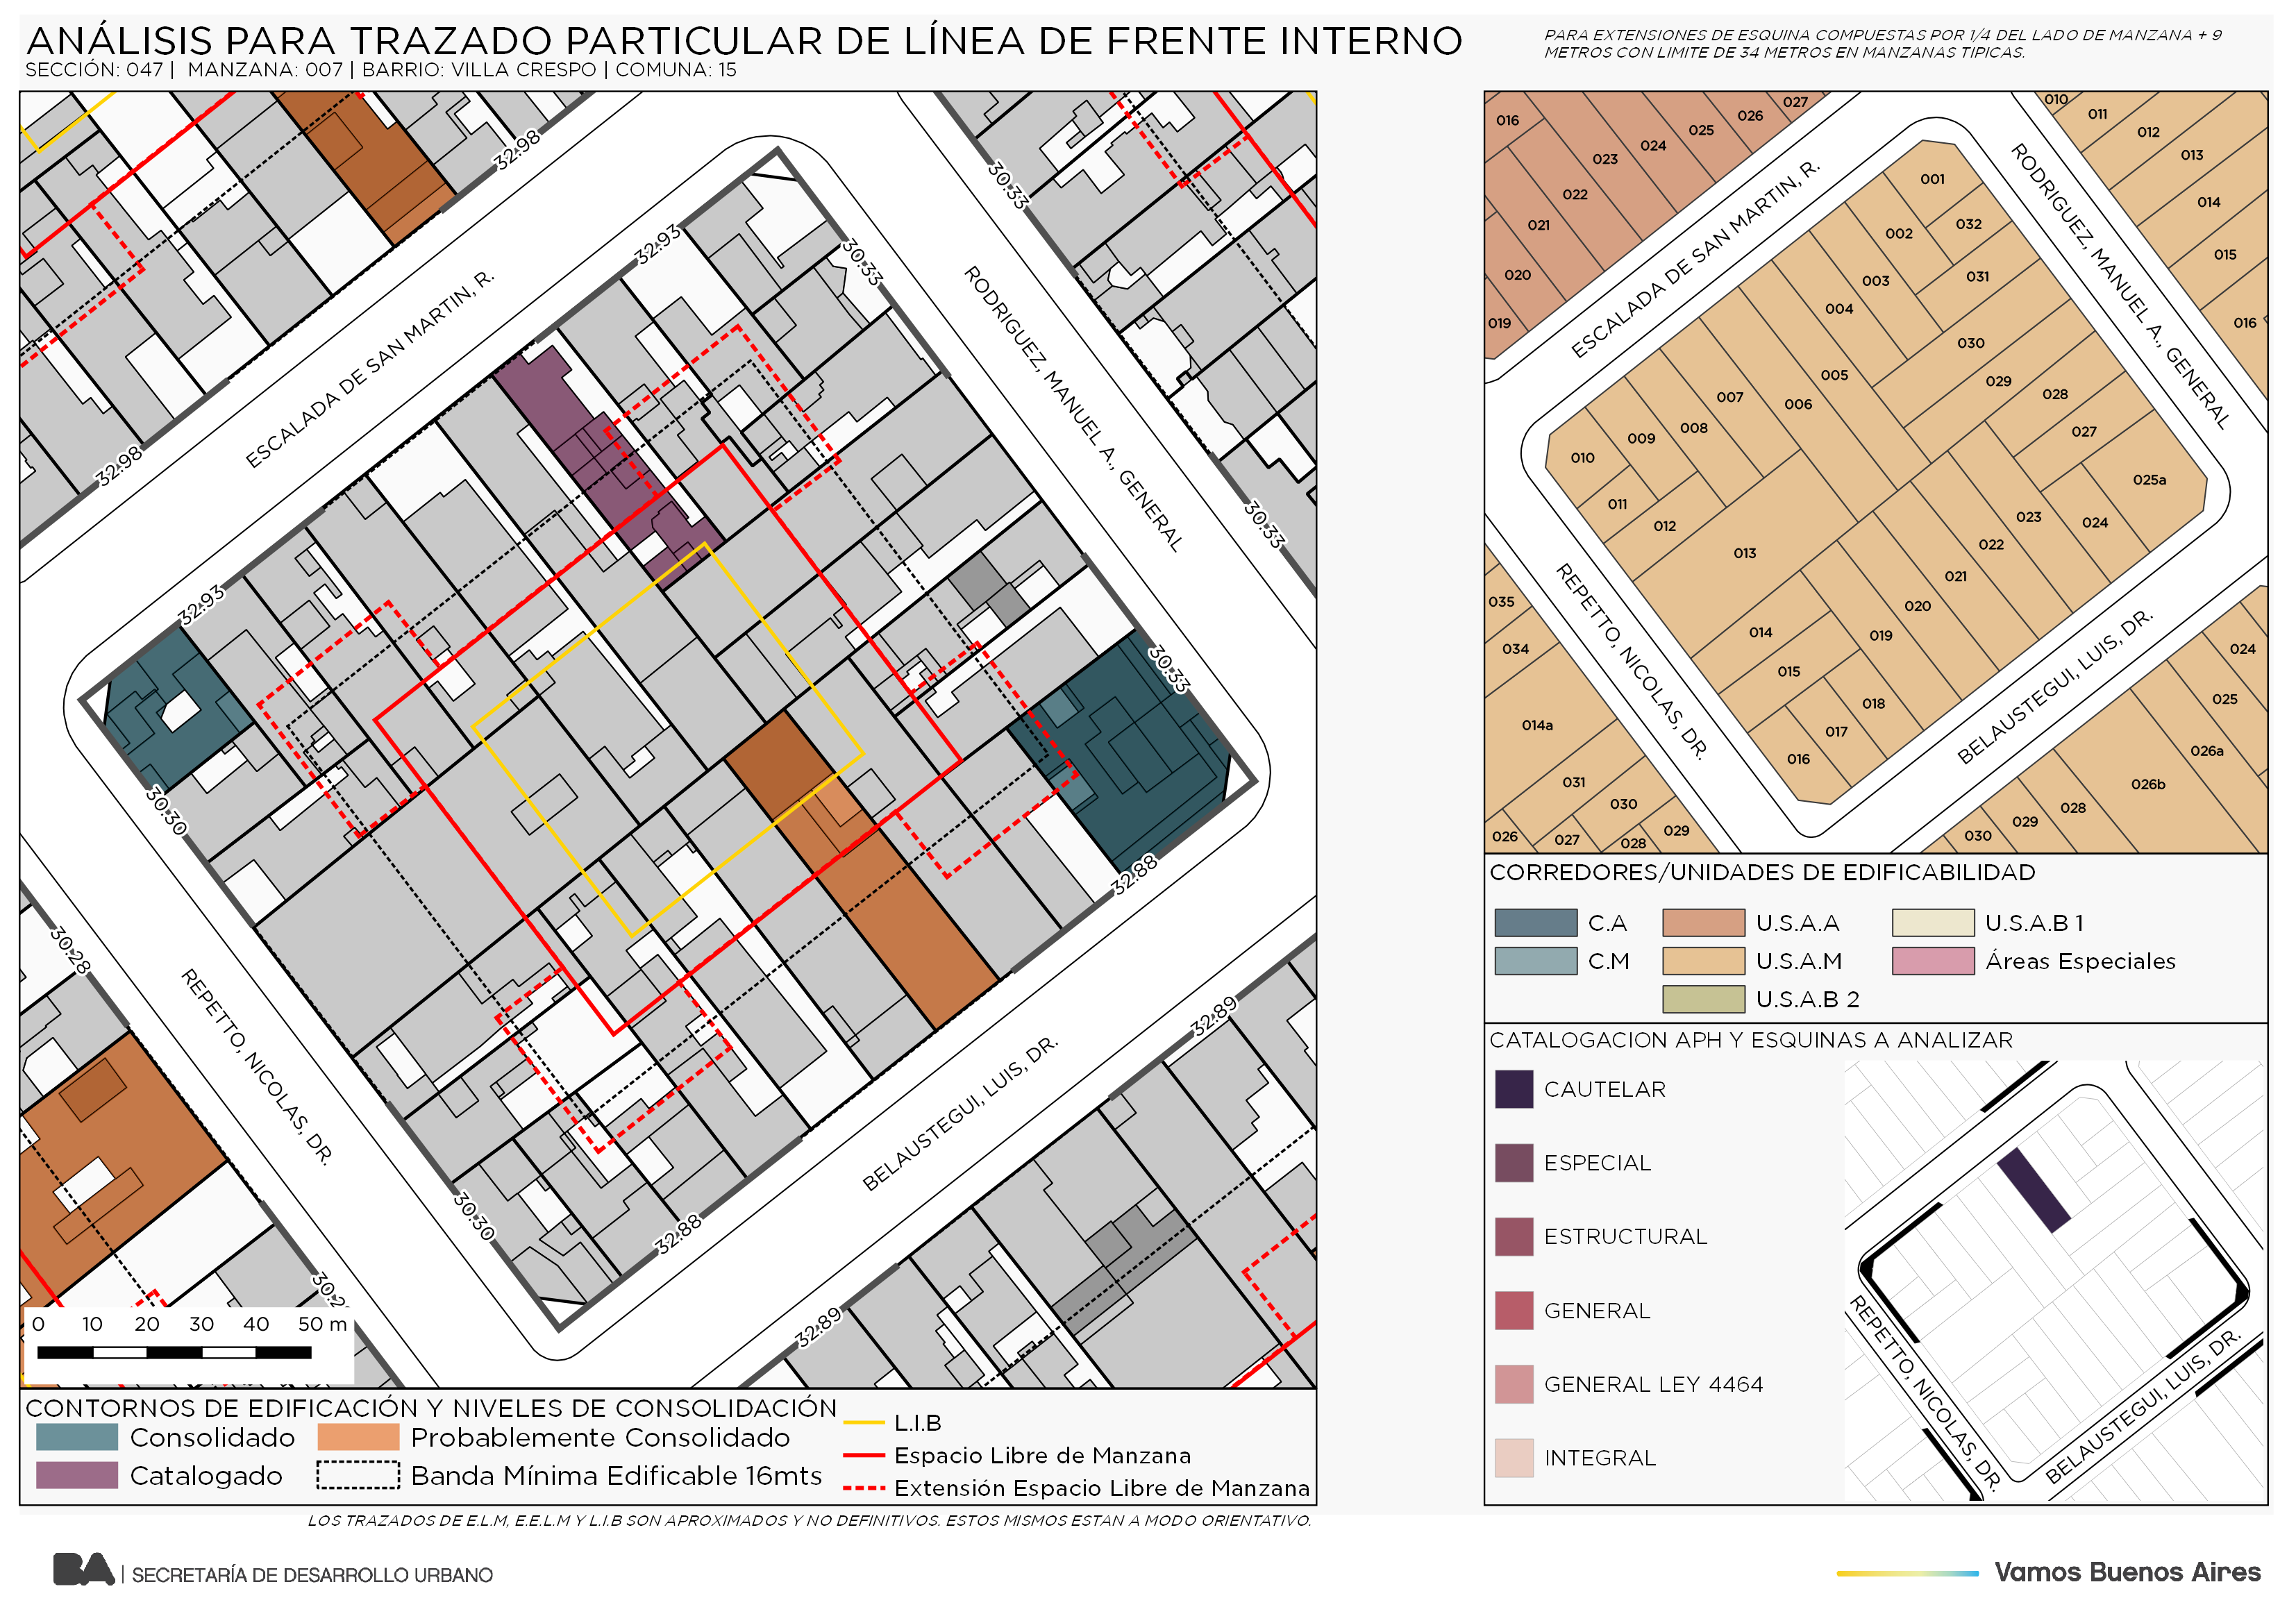 ANÁLISIS PARA TRAZADO PARTICULAR DE LÍNEA DE FRENTE INTERNO
SECCIÓN: 047 | MANZANA: 007 | BARRIO: VILLA CRESPO | COMUNA: 15
PARA EXTENSIONES DE ESQUINA COMPUESTAS POR 1/4 DEL LADO DE MANZANA + 9
METROS CON LIMITE DE 34 METROS EN MANZANAS TIPICAS.
32.98
32.98
32.93
32.93
30.33
30.33
30.33
30.33
30.30
30.30
30.28
32.88
32.88
32.89
32.89
ESCALADA DE SAN MARTIN, R.
RODRIGUEZ, MANUEL A., GENERAL
REPETTO, NICOLAS, DR.
BELAUSTEGUI, LUIS, DR.
0 10 20 30 40 50 m
CONTORNOS DE EDIFICACIÓN Y NIVELES DE CONSOLIDACIÓN
Consolidado
Probablemente Consolidado
Catalogado
Banda Mínima Edificable 16mts
L.I.B
Espacio Libre de Manzana
Extensión Espacio Libre de Manzana
LOS TRAZADOS DE E.L.M, E.E.L.M Y L.I.B SON APROXIMADOS Y NO DEFINITIVOS. ESTOS MISMOS ESTAN A MODO ORIENTATIVO.
016
027
026
025
024
023
022
021
020
019
010
011
012
013
014
015
016
ESCALADA DE SAN MARTIN, R.
RODRIGUEZ, MANUEL A., GENERAL
REPETTO, NICOLAS, DR.
BELAUSTEGUI, LUIS, DR.
001
032
002
031
003
004
030
005
029
006
028
007
027
008
009
025a
010
011
012
024
023
013
022
021
020
014
019
015
018
017
016
035
034
014a
031
030
029
026
027
028
024
025
026a
026b
028
029
030
CORREDORES/UNIDADES DE EDIFICABILIDAD
C.A
U.S.A.A
U.S.A.B 1
C.M
U.S.A.M
Áreas Especiales
U.S.A.B 2
CATALOGACION APH Y ESQUINAS A ANALIZAR
CAUTELAR
ESPECIAL
ESTRUCTURAL
GENERAL
GENERAL LEY 4464
INTEGRAL
REPETTO, NICOLAS, DR.
BELAUSTEGUI, LUIS, DR.
BA | SECRETARÍA DE DESARROLLO URBANO
Vamos Buenos Aires